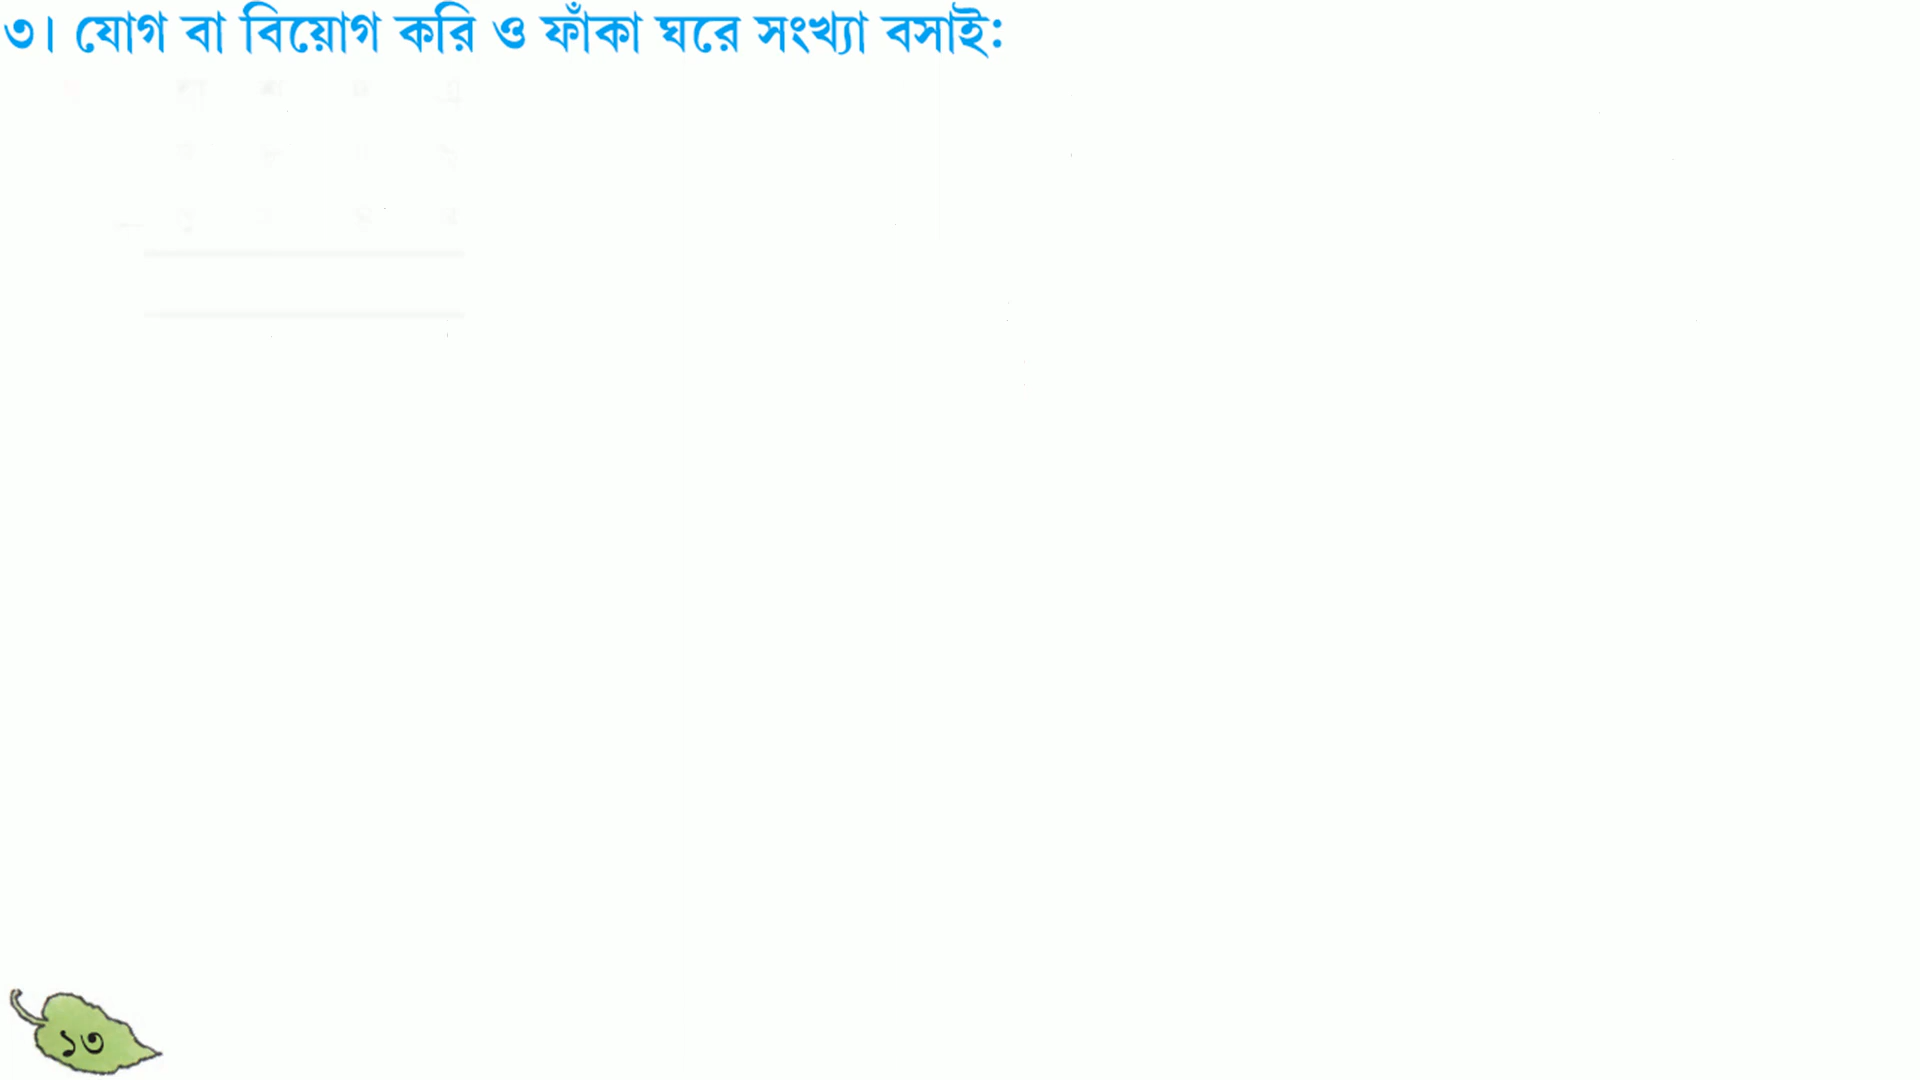 ৩। যোগ বা বিয়োগ করি ও ফাঁকা ঘরে সংখ্যা বসাই:
১৩